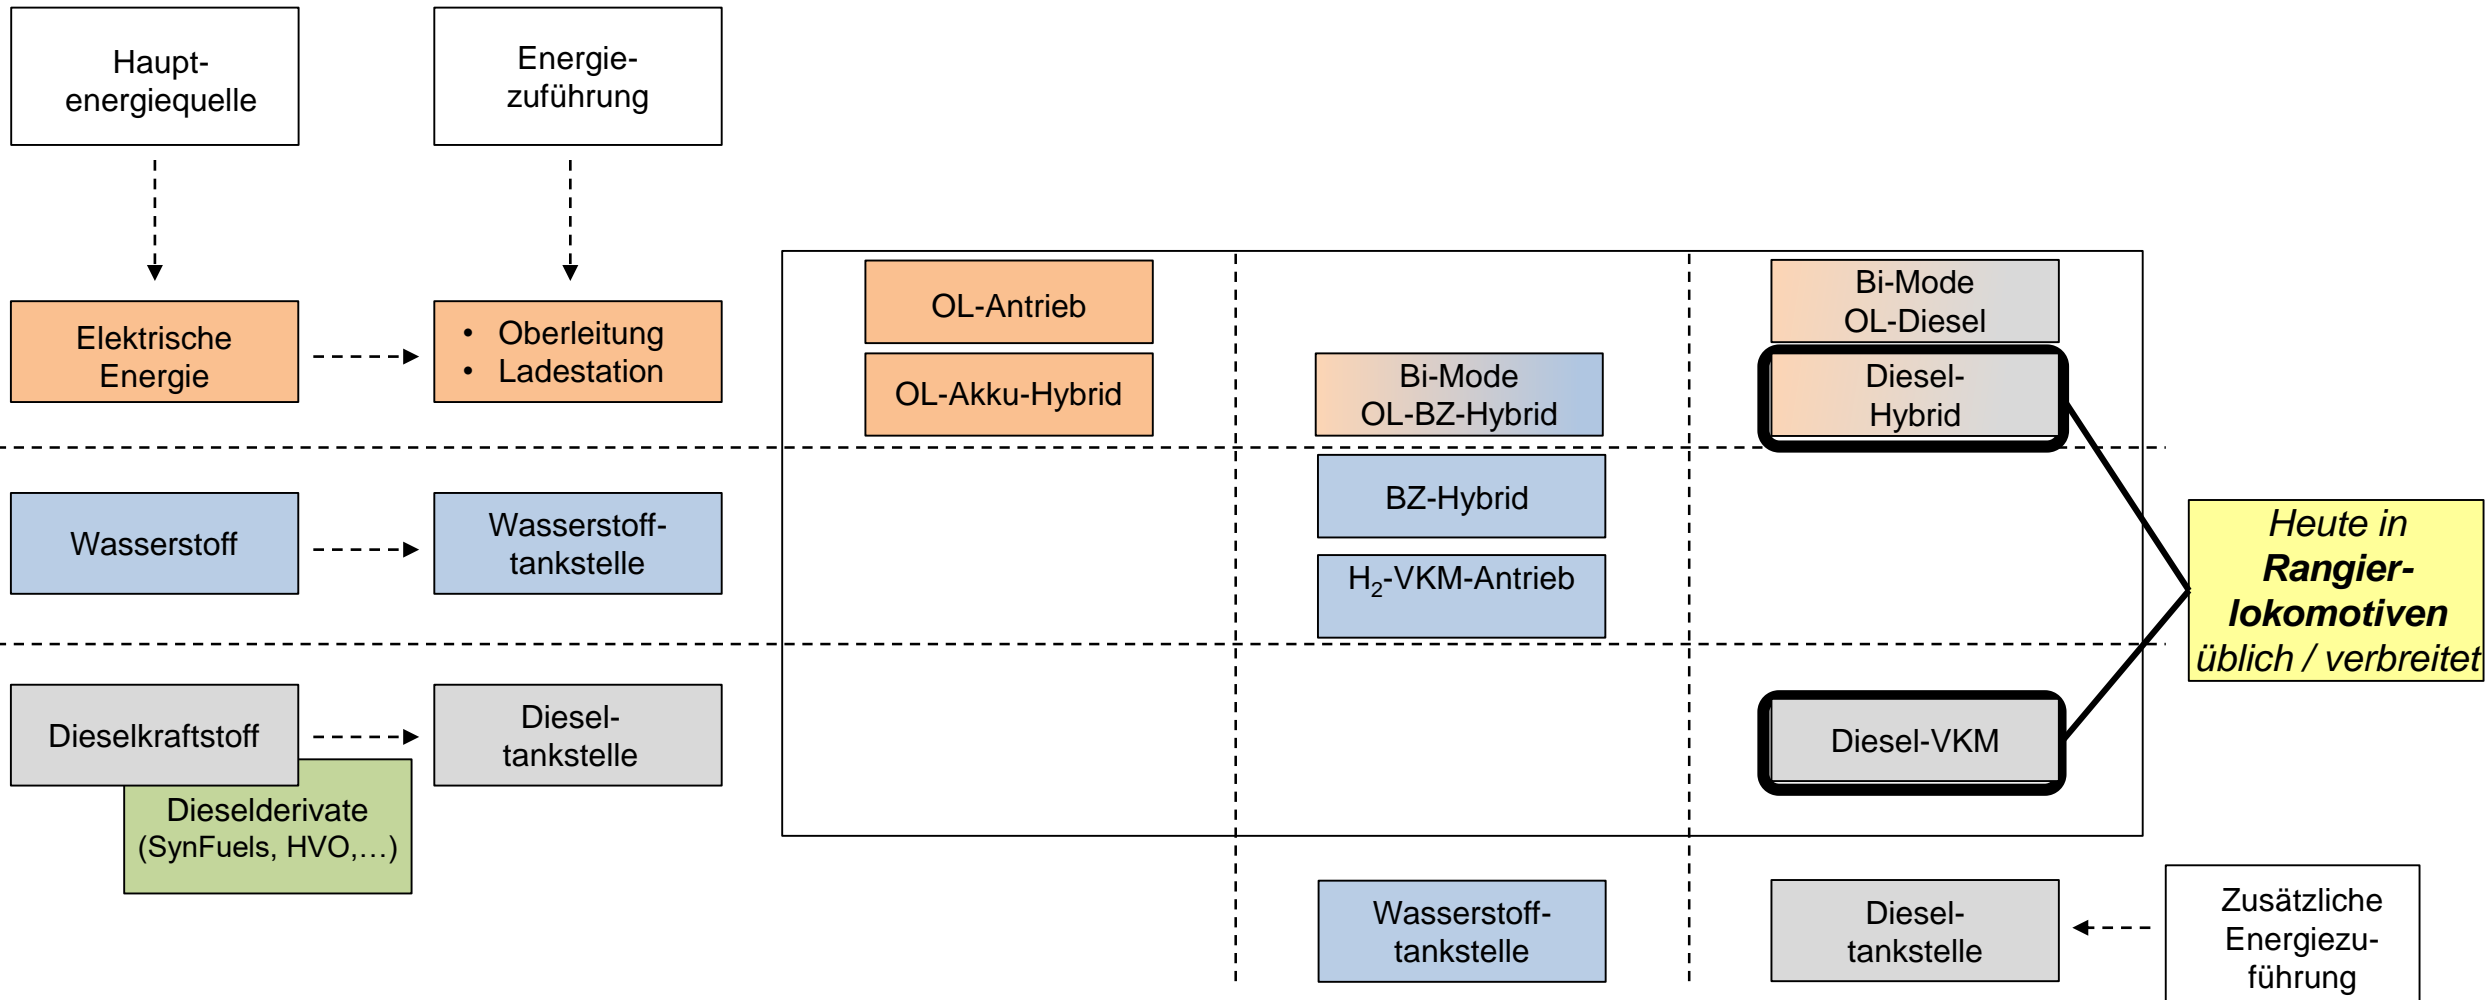 Haupt-
energiequelle
Energie-
zuführung
Elektrische
Energie
• Oberleitung
• Ladestation
OL-Antrieb
OL-Akku-Hybrid
Bi-Mode
OL-BZ-Hybrid
Bi-Mode
OL-Diesel
Diesel-
Hybrid
Wasserstoff
Wasserstoff-
tankstelle
BZ-Hybrid
H₂-VKM-Antrieb
Heute in
Rangier-
lokomotiven
üblich / verbreitet
Dieselkraftstoff
Dieselderivate
(SynFuels, HVO,…)
Diesel-
tankstelle
Diesel-VKM
Wasserstoff-
tankstelle
Diesel-
tankstelle
Zusätzliche
Energiezu-
führung